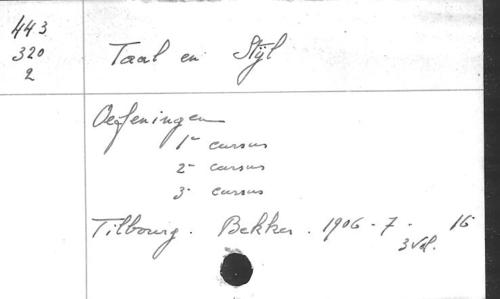 443
320
2
Taal en Stijl
Oefeningen
1e cursus
2e cursus
3e cursus
Tilbourg. Bekker. 1906-7. 16
3 vol.